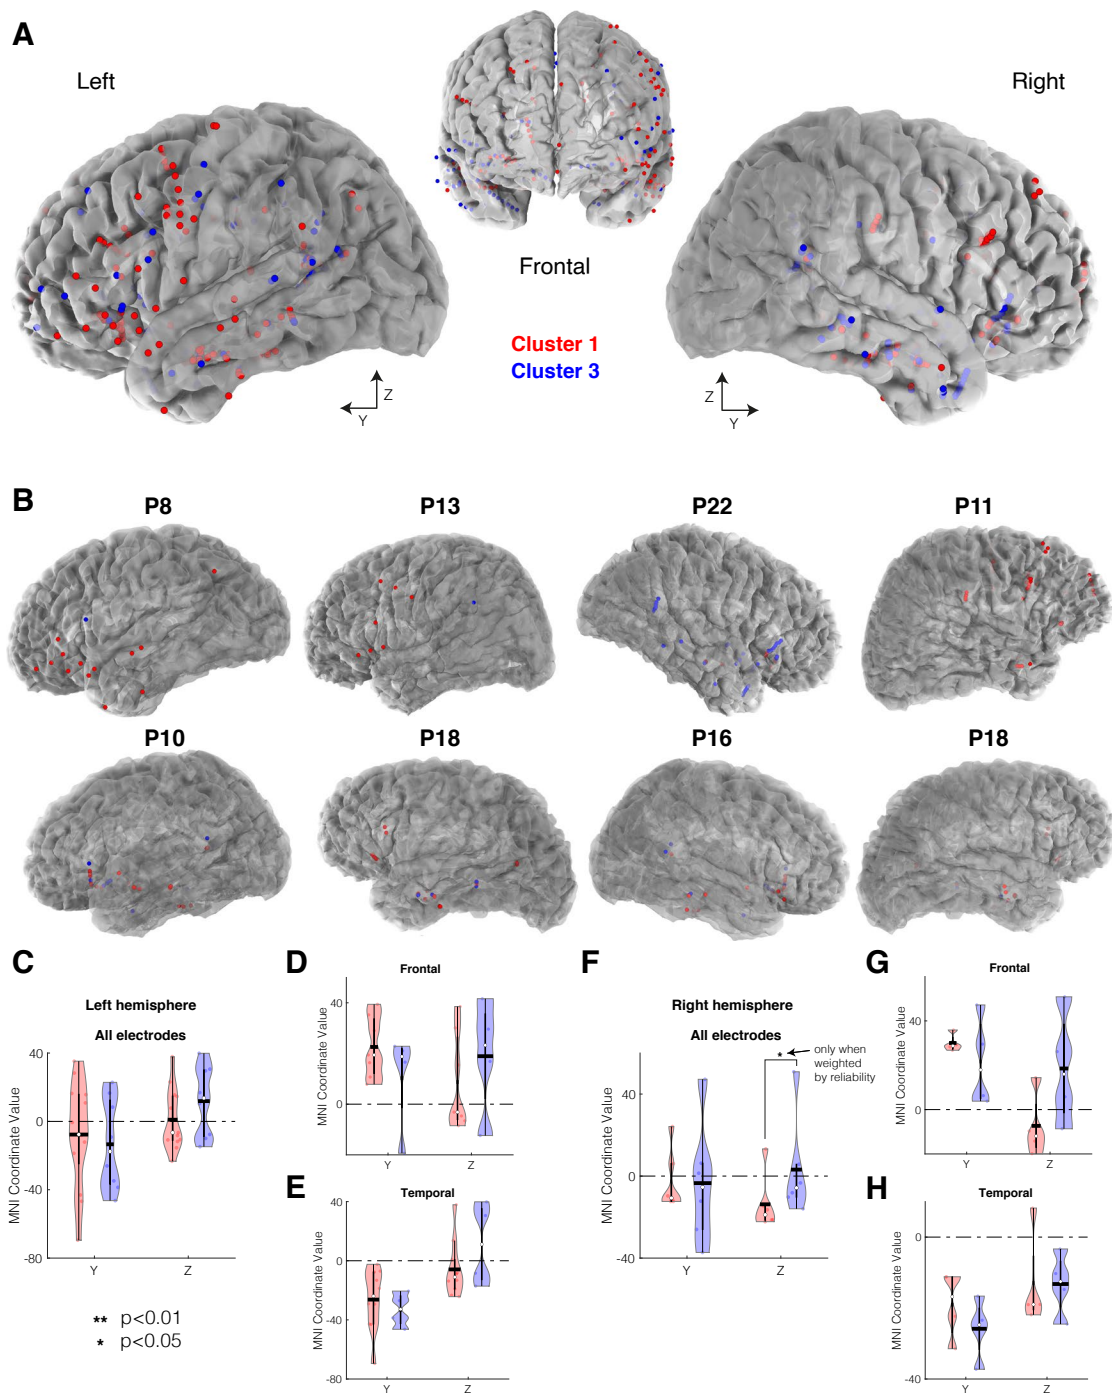 A
Left
Right
Frontal
Cluster 1
Cluster 3
Z
Y
Z
Y
B
P8
P13
P22
P11
P10
P18
P16
P18
C
Left hemisphere
All electrodes
MNI Coordinate Value
40
0
-40
-80
Y
Z
** p<0.01
* p<0.05
D
Frontal
MNI Coordinate Value
40
0
Y
Z
E
Temporal
MNI Coordinate Value
40
0
-40
-80
Y
Z
F
Right hemisphere
All electrodes
MNI Coordinate Value
40
0
-40
Y
Z
*
only when
weighted
by reliability
G
Frontal
MNI Coordinate Value
40
0
Y
Z
H
Temporal
MNI Coordinate Value
0
-40
Y
Z